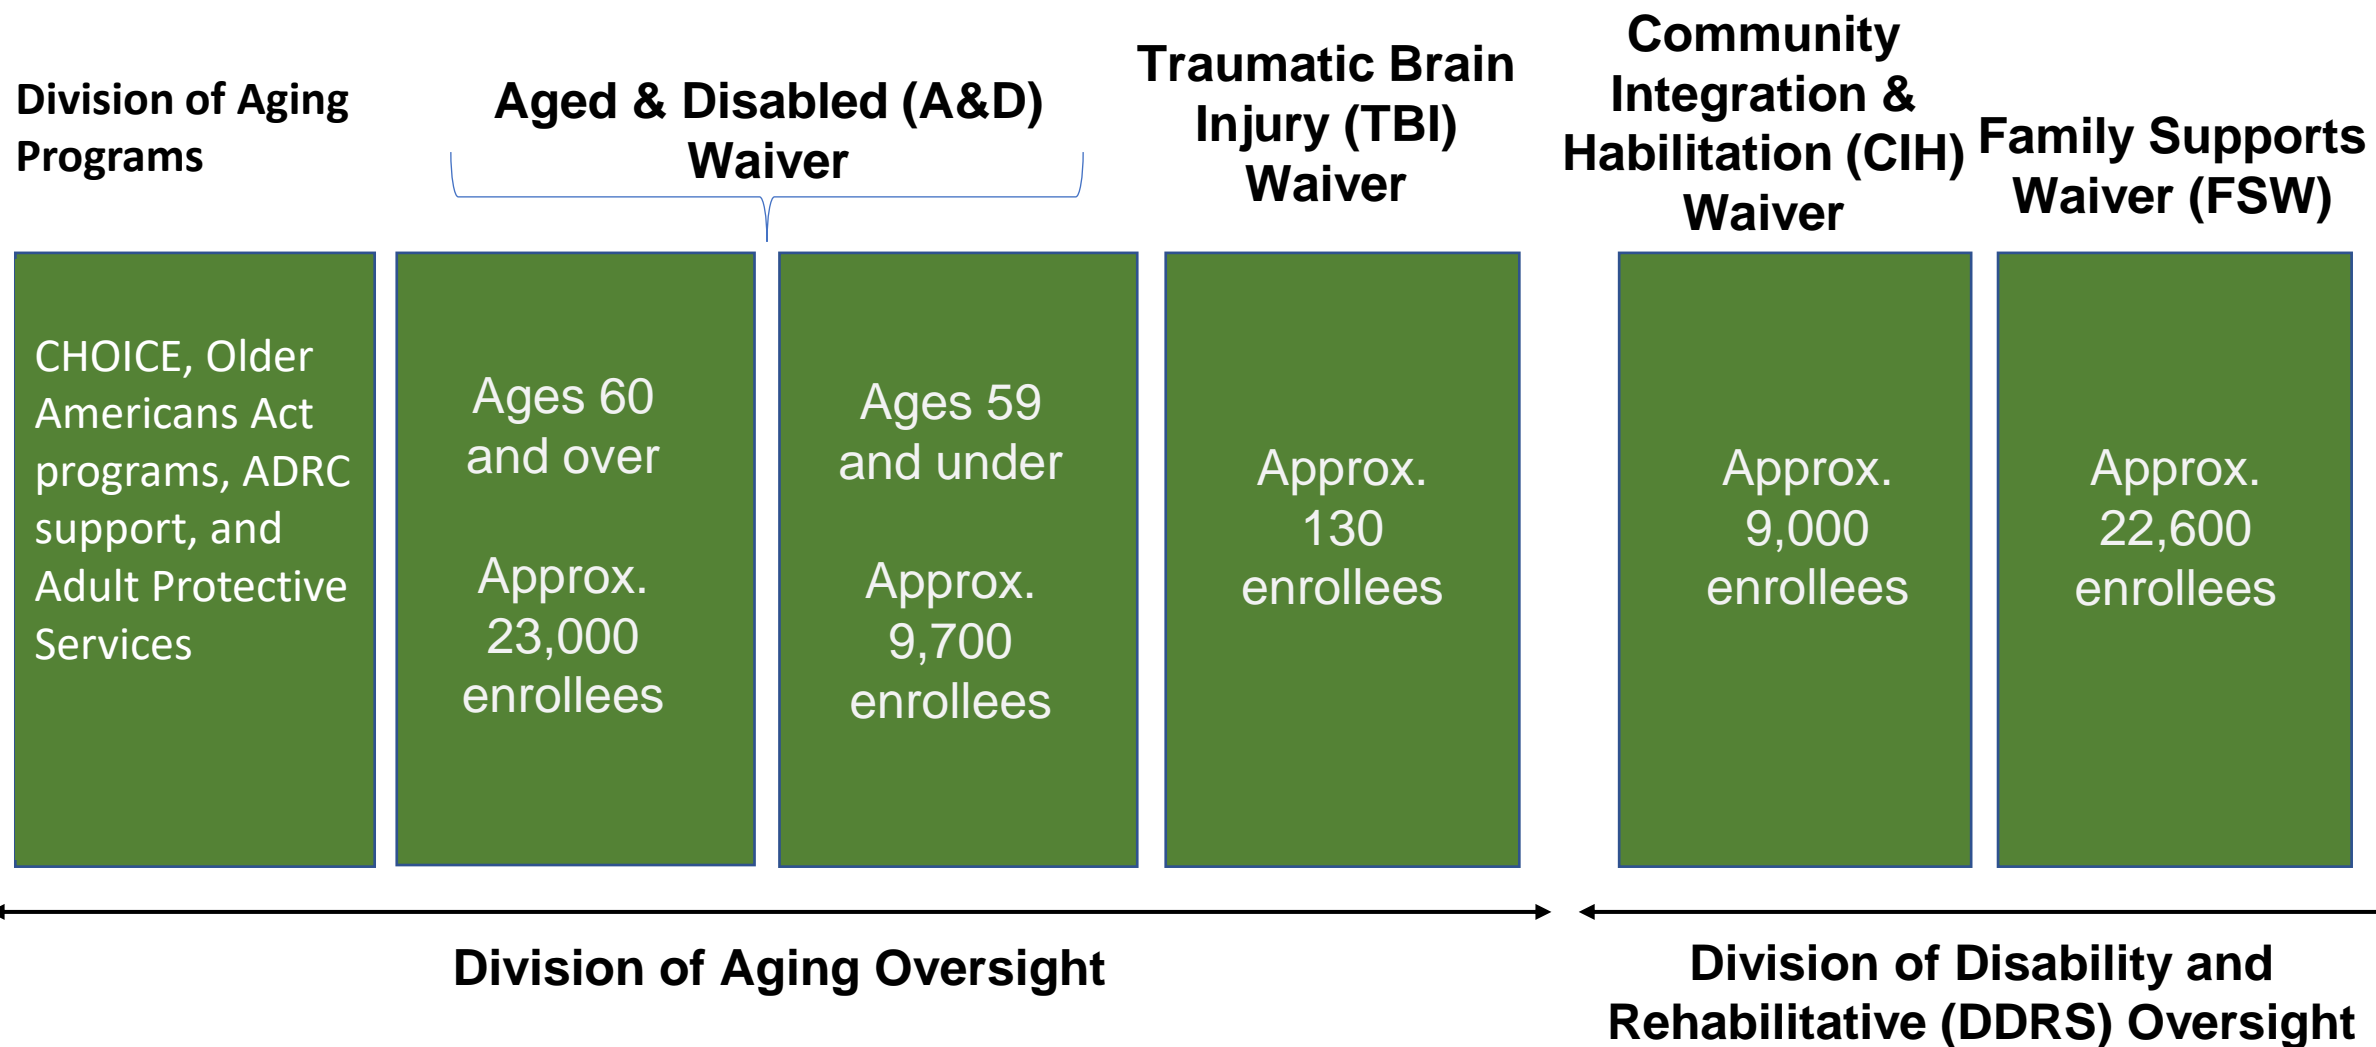 Division of Aging
Programs
Aged & Disabled (A&D)
Waiver
Traumatic Brain
Injury (TBI)
Waiver
Community
Integration &
Habilitation (CIH)
Waiver
Family Supports
Waiver (FSW)
CHOICE, Older
Americans Act
programs, ADRC
support, and
Adult Protective
Services
Ages 60
and over
Approx.
23,000
enrollees
Ages 59
and under
Approx.
9,700
enrollees
Approx.
130
enrollees
Approx.
9,000
enrollees
Approx.
22,600
enrollees
Division of Aging Oversight
Division of Disability and
Rehabilitative (DDRS) Oversight